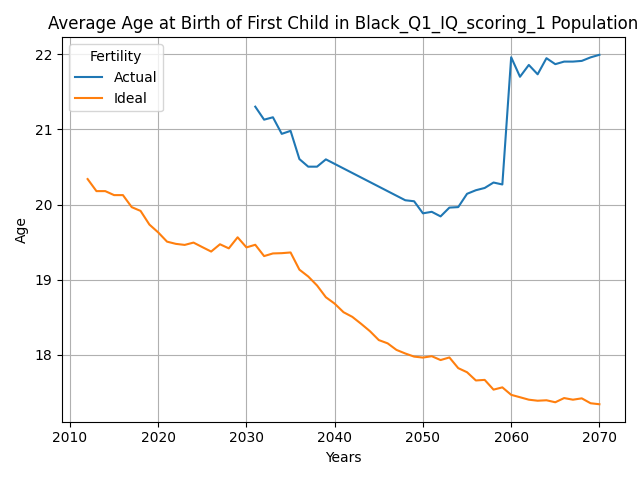 Average Age at Birth of First Child in Black_Q1_IQ_scoring_1 Population
Fertility
Actual
Ideal
22
21
20
19
18
Age
2010 2020 2030 2040 2050 2060 2070
Years